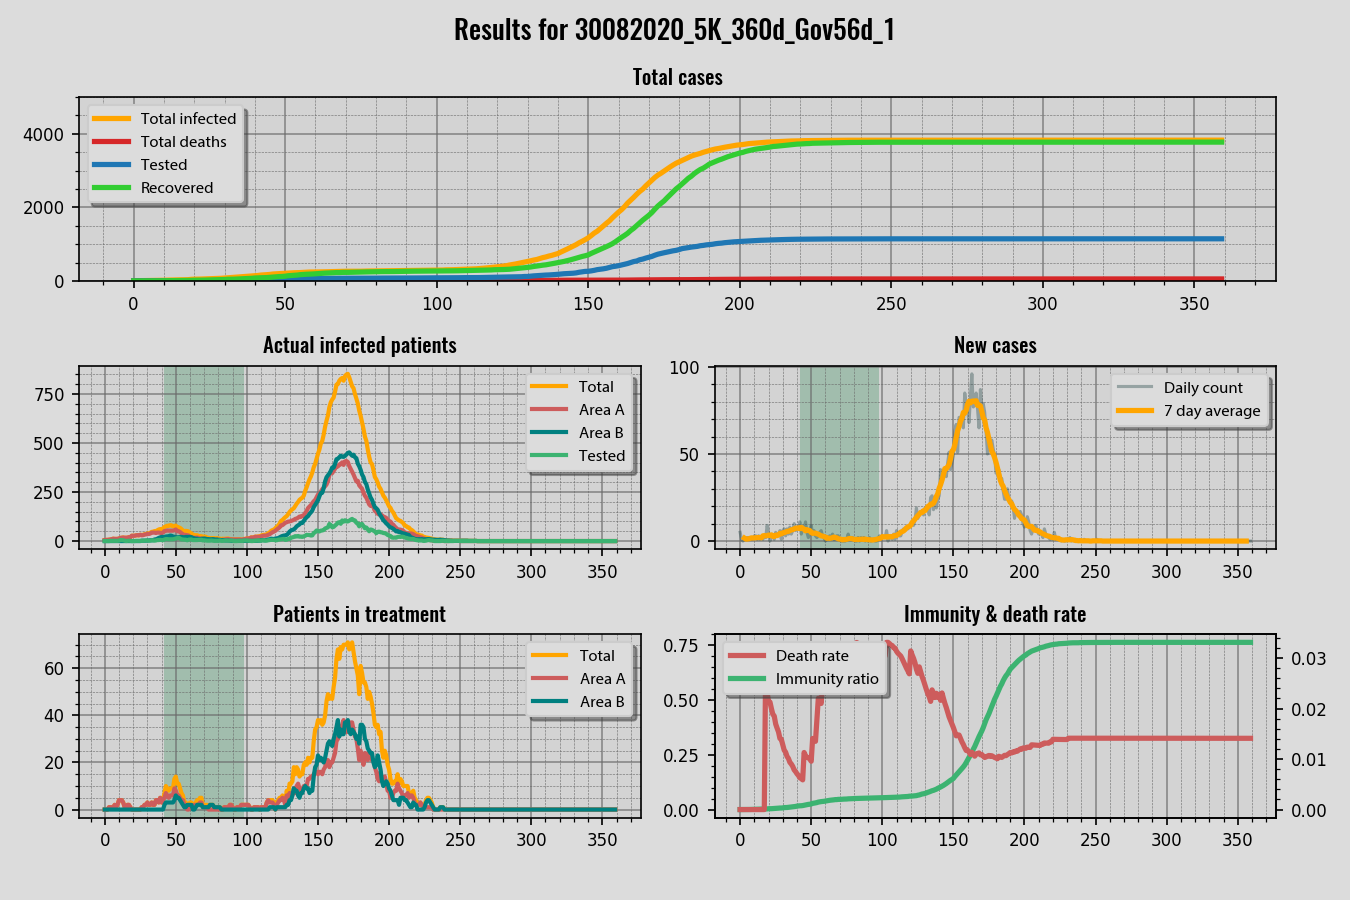 Results for 30082020_5K_360d_Gov56d_1
Total cases
Total infected
Total deaths
Tested
Recovered
4000
2000
0
0 50 100 150 200 250 300 350
Actual infected patients
Total
Area A
Area B
Tested
750
500
250
0
0 50 100 150 200 250 300 350
New cases
Daily count
7 day average
100
50
0
0 50 100 150 200 250 300 350
Patients in treatment
Total
Area A
Area B
60
40
20
0
0 50 100 150 200 250 300 350
Immunity & death rate
Death rate
Immunity ratio
0.75
0.50
0.25
0.00
0.03
0.02
0.01
0.00
0 50 100 150 200 250 300 350